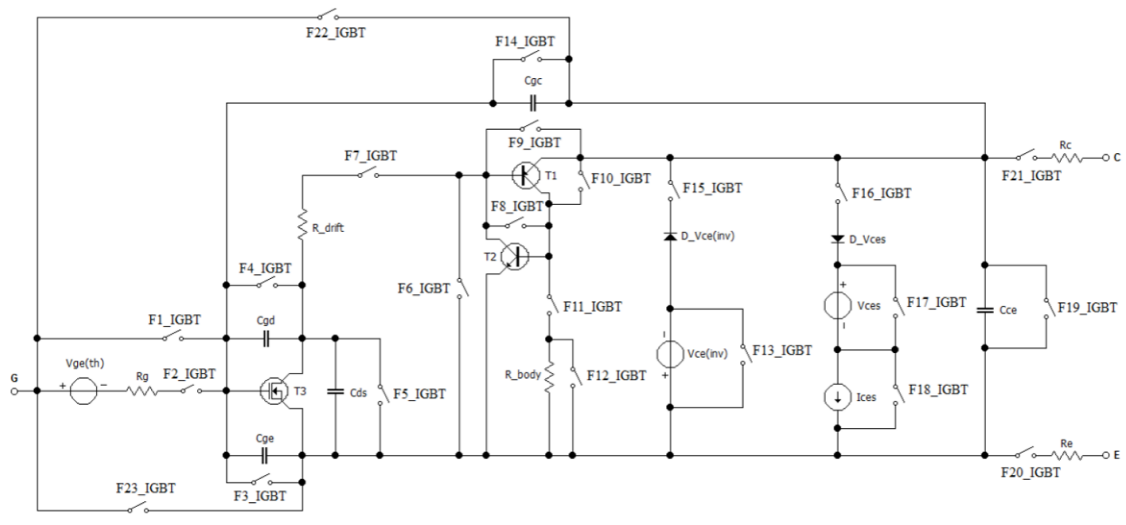 F22_IGBT
F14_IGBT
Cgc
F9_IGBT
F7_IGBT
T1
F10_IGBT
F15_IGBT
F16_IGBT
F21_IGBT
Rc
C
R_drift
F8_IGBT
T2
D_Vce(inv)
D_Vces
F4_IGBT
F6_IGBT
F11_IGBT
+
Vces
-
F17_IGBT
Cce
F19_IGBT
F1_IGBT
Cgd
Vge(th)
-
Vce(inv)
+
F13_IGBT
G
+
-
Rg
F2_IGBT
T3
Cds
F5_IGBT
R_body
F12_IGBT
Ices
F18_IGBT
Cge
F3_IGBT
F23_IGBT
Re
E
F20_IGBT